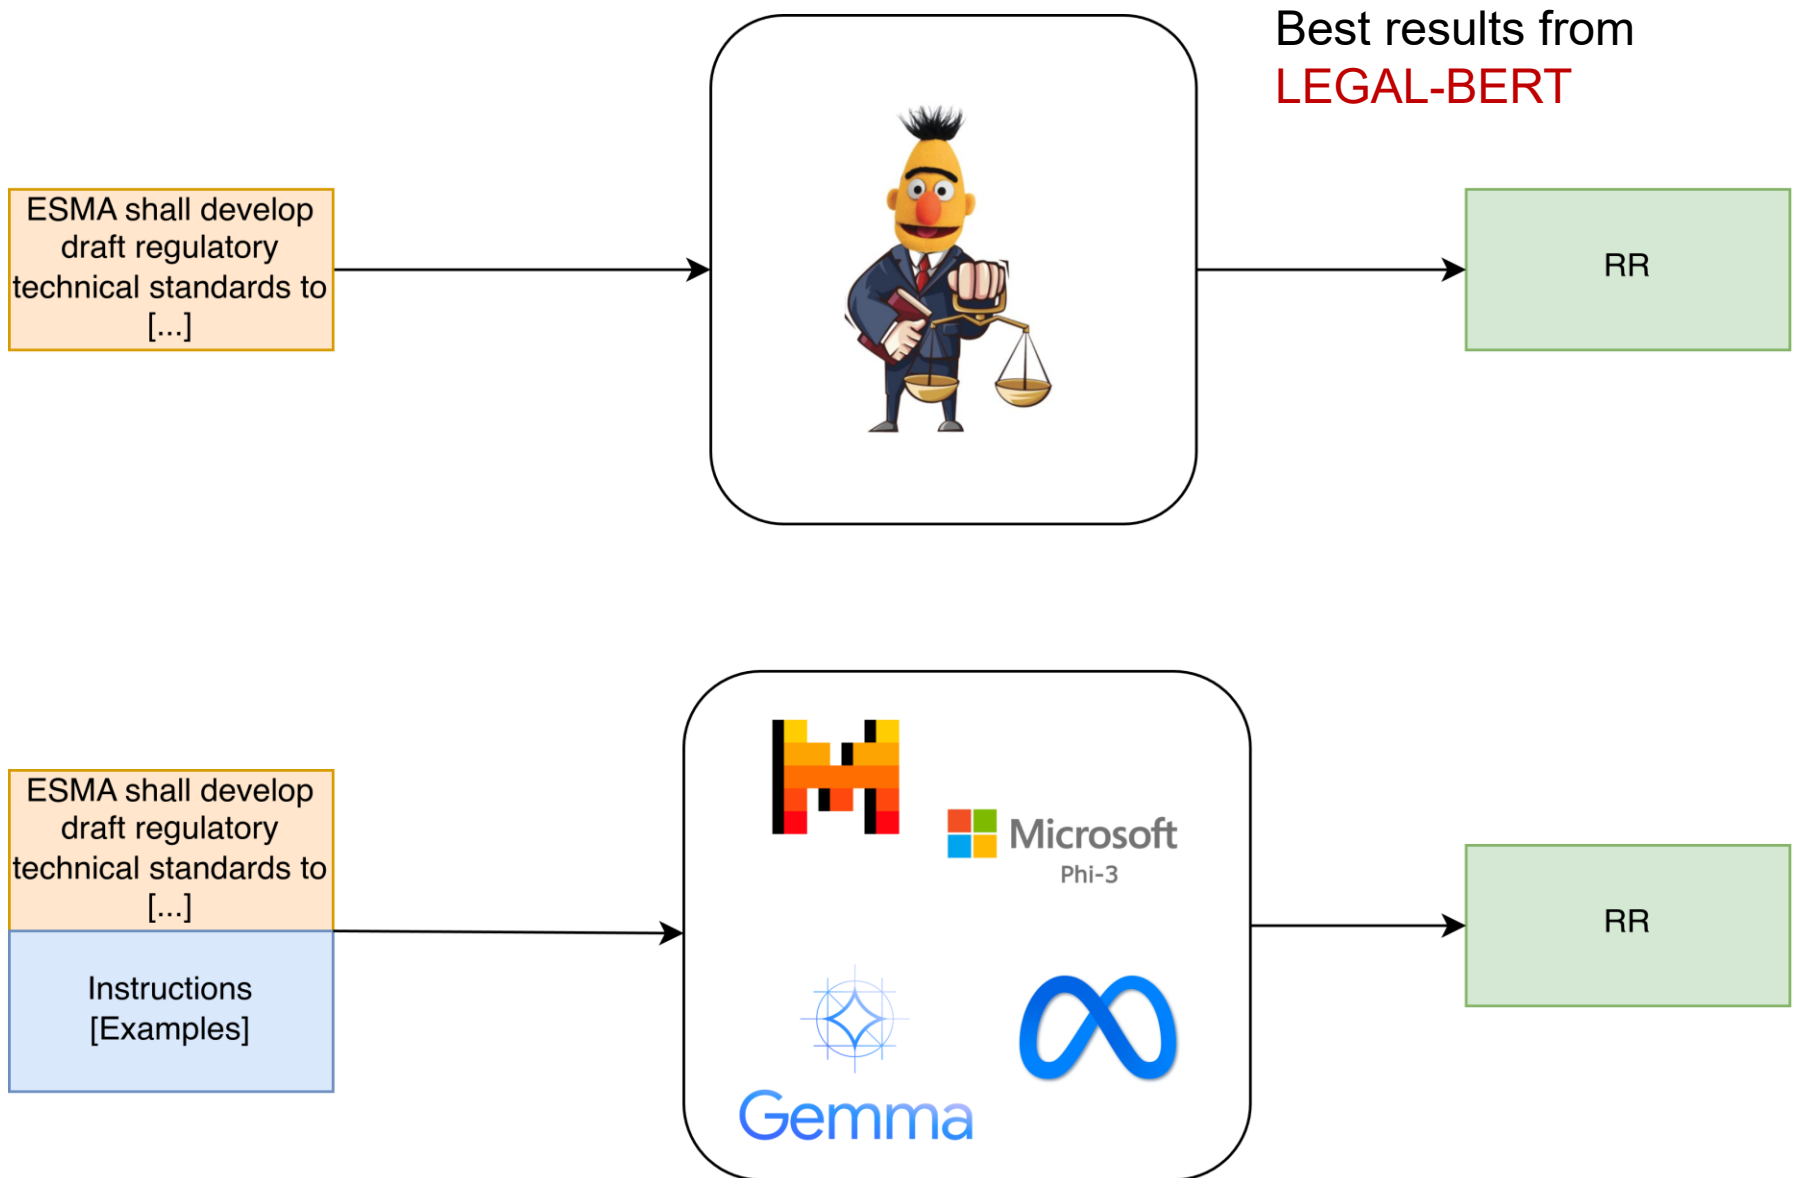 Best results from
LEGAL-BERT
ESMA shall develop
draft regulatory
technical standards to
[...]
RR
ESMA shall develop
draft regulatory
technical standards to
[...]
Instructions
[Examples]
Microsoft
Phi-3
Gemma
RR